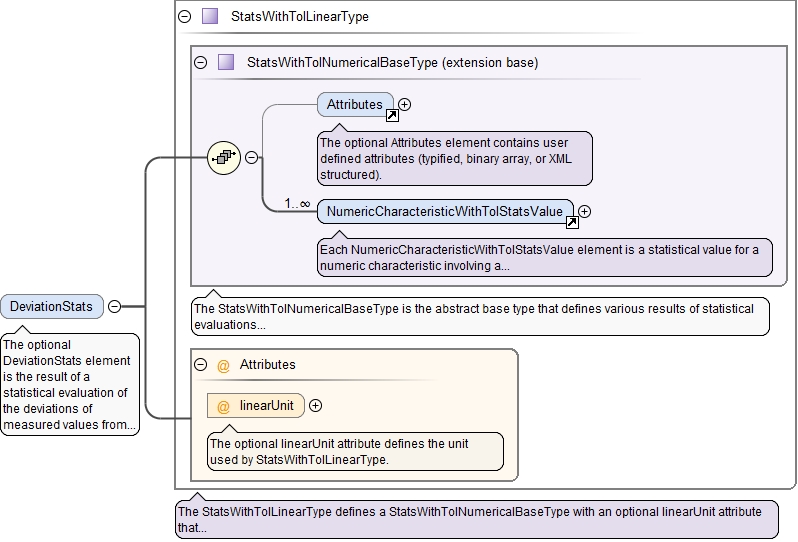 StatsWithTolLinearType
StatsWithTolNumericalBaseType (extension base)
Attributes
The optional Attributes element contains user
defined attributes (typified, binary array, or XML
structured).
1..∞
NumericCharacteristicWithTolStatsValue
Each NumericCharacteristicWithTolStatsValue element is a statistical value for a
numeric characteristic involving a...
The StatsWithTolNumericalBaseType is the abstract base type that defines various results of statistical
evaluations...
DeviationStats
The optional
DeviationStats element
is the result of a
statistical evaluation of
the deviations of
measured values from...
@ Attributes
@ linearUnit
The optional linearUnit attribute defines the unit
used by StatsWithTolLinearType.
The StatsWithTolLinearType defines a StatsWithTolNumericalBaseType with an optional linearUnit attribute
that...